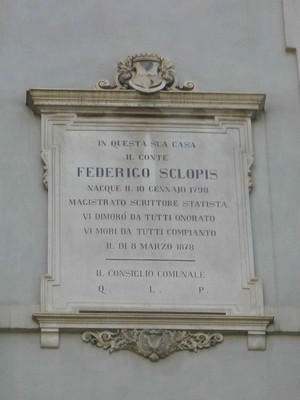 IN QUESTA SUA CASA
IL CONTE
FEDERICO SCLOPIS
NACQUE IL 10 GENNAJO 1798
MAGISTRATO SCRITTORE STATISTA
VI DIMORÒ DA TUTTI ONORATO
VI MORÌ DA TUTTI COMPIANTO
IL DÌ 8 MARZO 1878
IL CONSIGLIO COMUNALE
Q. L. P.